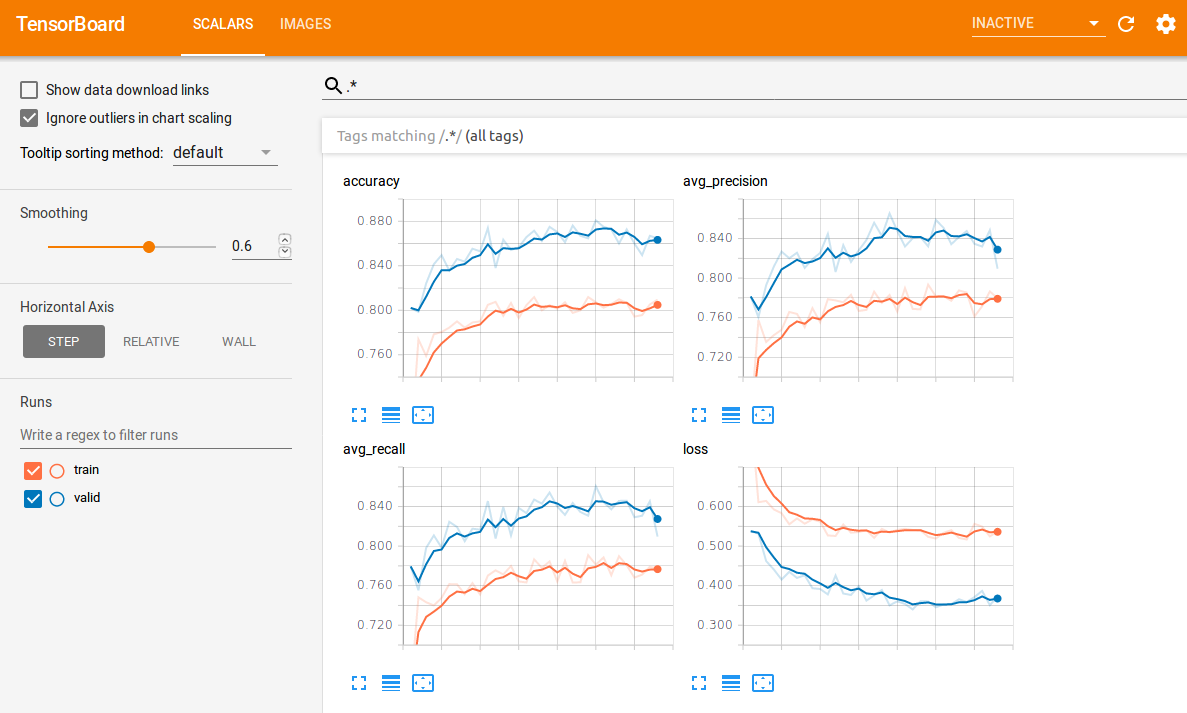 TensorBoard SCALARS IMAGES INACTIVE
Show data download links
Ignore outliers in chart scaling
Tooltip sorting method: default
Smoothing
0.6
Horizontal Axis
STEP RELATIVE WALL
Runs
Write a regex to filter runs
train
valid
.*
Tags matching /.*/ (all tags)
accuracy
0.880
0.840
0.800
0.760
avg_precision
0.840
0.800
0.760
0.720
avg_recall
0.840
0.800
0.760
0.720
loss
0.600
0.500
0.400
0.300